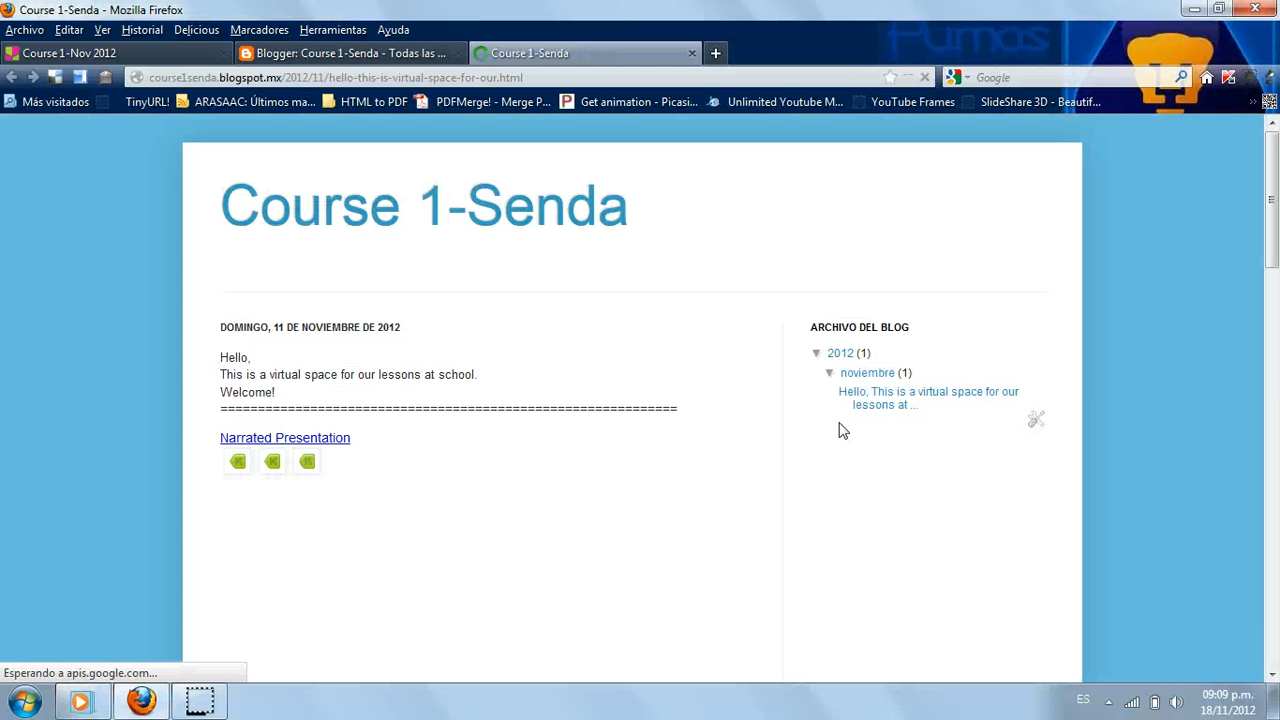 Course 1-Senda - Mozilla Firefox
Archivo Editar Ver Historial Delicious Marcadores Herramientas Ayuda
Course 1-Nov 2012
Blogger: Course 1-Senda - Todas las ...
Course 1-Senda
course1senda.blogspot.mx/2012/11/hello-this-is-virtual-space-for-our.html
Google
Pumas
Más visitados
TinyURL!
ARASAAC: Últimos ma...
HTML to PDF
PDFMerge! - Merge P...
Get animation - Picasi...
Unlimited Youtube M...
YouTube Frames
SlideShare 3D - Beautif...
Course 1-Senda
DOMINGO, 11 DE NOVIEMBRE DE 2012
Hello,
This is a virtual space for our lessons at school.
Welcome!
=============================================================
Narrated Presentation
ARCHIVO DEL BLOG
▼ 2012 (1)
▼ noviembre (1)
Hello, This is a virtual space for our
lessons at ...
Esperando a apis.google.com...
ES
09:09 p.m.
18/11/2012